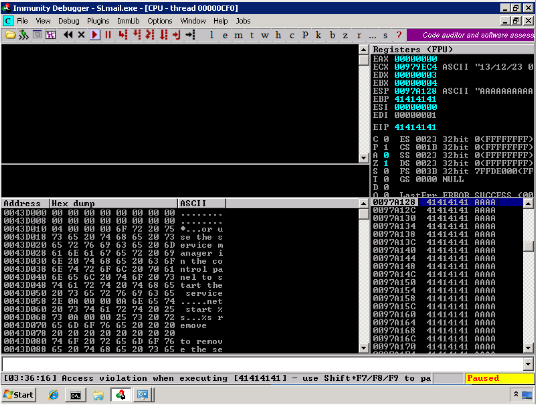 Immunity Debugger - SLmail.exe - [CPU - thread 00000CF0]
C File View Debug Plugins ImmLib Options Window Help Jobs
l e m t w h c p k b z r ... s ? Code auditor and software assess
Registers (FPU)
EAX 00000000
ECX 00979EC4 ASCII "13/12/23 0
EDX 00000003
EBX 00000004
ESP 0097A128 ASCII "AAAAAAAAAA
EBP 41414141
ESI 00000000
EDI 00000001
EIP 41414141
C 0 ES 0023 32bit 0(FFFFFFFF)
P 1 CS 001B 32bit 0(FFFFFFFF)
A 0 SS 0023 32bit 0(FFFFFFFF)
Z 1 DS 0023 32bit 0(FFFFFFFF)
S 0 FS 003B 32bit 7FFDE000(FF
T 0 GS 0000 NULL
D 0
O 0 LastErr ERROR_SUCCESS (00
Address Hex dump ASCII
0043D000 00 00 00 00 00 00 00 00 ........
0043D008 00 00 00 00 00 00 00 00 ........
0043D010 04 00 00 00 6F 72 20 75 ♦...or u
0043D018 73 65 20 74 68 65 20 73 se the s
0043D020 65 72 76 69 63 65 20 6D ervice m
0043D028 61 6E 61 67 65 72 20 69 anager i
0043D030 6E 20 74 68 65 20 63 6F n the co
0043D038 6E 74 72 6F 6C 20 70 61 ntrol pa
0043D040 6E 65 6C 20 74 6F 20 73 nel to s
0043D048 74 61 72 74 20 74 68 65 tart the
0043D050 20 73 65 72 76 69 63 65 service
0043D058 2E 0A 00 00 0A 6E 65 74 .....net
0043D060 20 73 74 61 72 74 20 25 start %
0043D068 73 0A 00 00 25 73 20 72 s...%s r
0043D070 65 6D 6F 76 65 20 20 20 emove
0043D078 20 20 20 20 20 20 20 20
0043D080 74 6F 20 72 65 6D 6F 76 to remov
0043D088 65 20 74 68 65 20 73 65 e the se
0097A128 41414141 AAAA
0097A12C 41414141 AAAA
0097A130 41414141 AAAA
0097A134 41414141 AAAA
0097A138 41414141 AAAA
0097A13C 41414141 AAAA
0097A140 41414141 AAAA
0097A144 41414141 AAAA
0097A148 41414141 AAAA
0097A14C 41414141 AAAA
0097A150 41414141 AAAA
0097A154 41414141 AAAA
0097A158 41414141 AAAA
0097A15C 41414141 AAAA
0097A160 41414141 AAAA
0097A164 41414141 AAAA
0097A168 41414141 AAAA
0097A16C 41414141 AAAA
0097A170 41414141 AAAA
[03:36:16] Access violation when executing [41414141] - use Shift+F7/F8/F9 to pa
Paused
Start